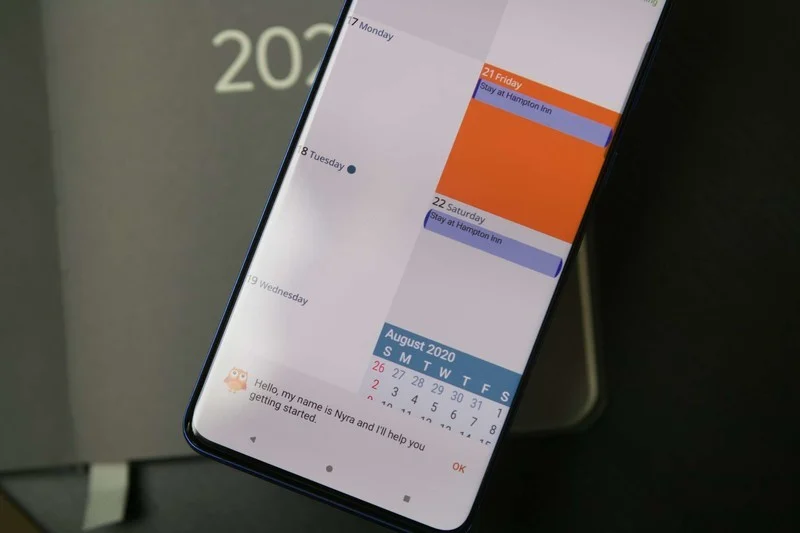 202
17 Monday
18 Tuesday
19 Wednesday
21 Friday
Stay at Hampton Inn
22 Saturday
Stay at Hampton Inn
August 2020
S M T W T F S
26 27 28 29 30 31 1
2 3 4 5 6 7 8
Hello, my name is Nyra and I'll help you
getting started.
OK